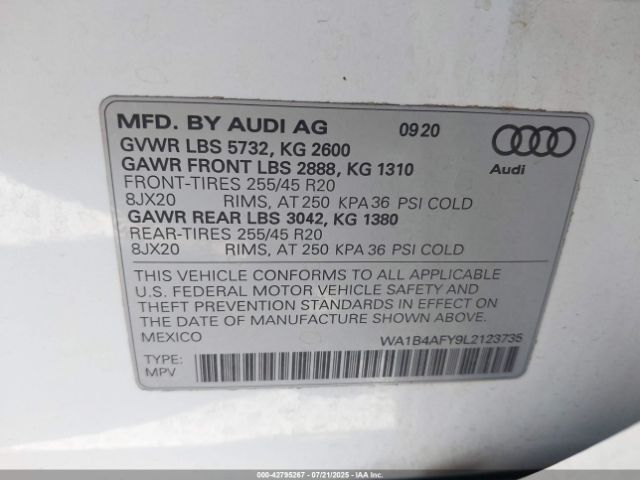 MFD. BY AUDI AG 09 20
GVWR LBS 5732, KG 2600
GAWR FRONT LBS 2888, KG 1310
FRONT-TIRES 255/45 R20
8JX20 RIMS, AT 250 KPA 36 PSI COLD
GAWR REAR LBS 3042, KG 1380
REAR-TIRES 255/45 R20
8JX20 RIMS, AT 250 KPA 36 PSI COLD
Audi
THIS VEHICLE CONFORMS TO ALL APPLICABLE
U.S. FEDERAL MOTOR VEHICLE SAFETY AND
THEFT PREVENTION STANDARDS IN EFFECT ON
THE DATE OF MANUFACTURE SHOWN ABOVE.
MEXICO WA1B4AFY9L2123735
TYPE:
MPV
000-42795267 - 07/21/2025 - IAA Inc.